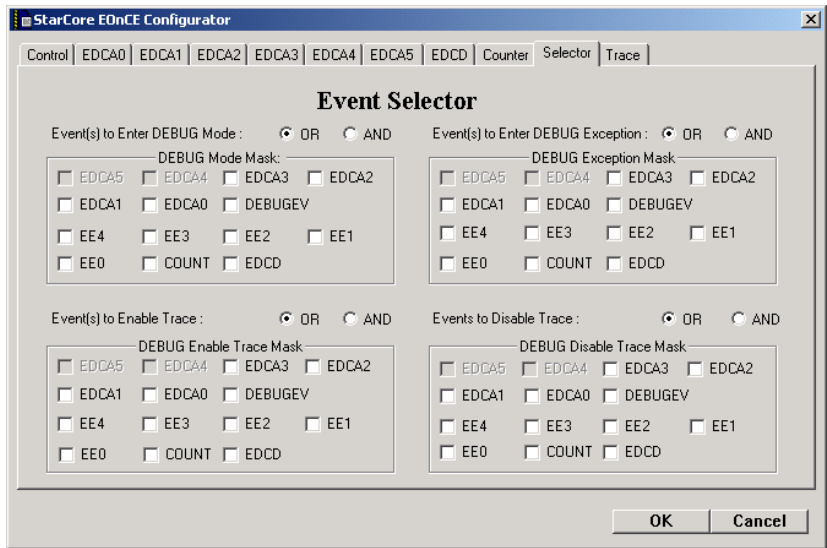 StarCore EOnCE Configurator
Control EDCA0 EDCA1 EDCA2 EDCA3 EDCA4 EDCA5 EDCD Counter Selector Trace
Event Selector
Event(s) to Enter DEBUG Mode : OR AND
DEBUG Mode Mask:
EDCA5 EDCA4 EDCA3 EDCA2
EDCA1 EDCA0 DEBUGEV
EE4 EE3 EE2 EE1
EE0 COUNT EDCD
Event(s) to Enter DEBUG Exception : OR AND
DEBUG Exception Mask
EDCA5 EDCA4 EDCA3 EDCA2
EDCA1 EDCA0 DEBUGEV
EE4 EE3 EE2 EE1
EE0 COUNT EDCD
Event(s) to Enable Trace : OR AND
DEBUG Enable Trace Mask
EDCA5 EDCA4 EDCA3 EDCA2
EDCA1 EDCA0 DEBUGEV
EE4 EE3 EE2 EE1
EE0 COUNT EDCD
Events to Disable Trace : OR AND
DEBUG Disable Trace Mask
EDCA5 EDCA4 EDCA3 EDCA2
EDCA1 EDCA0 DEBUGEV
EE4 EE3 EE2 EE1
EE0 COUNT EDCD
OK Cancel